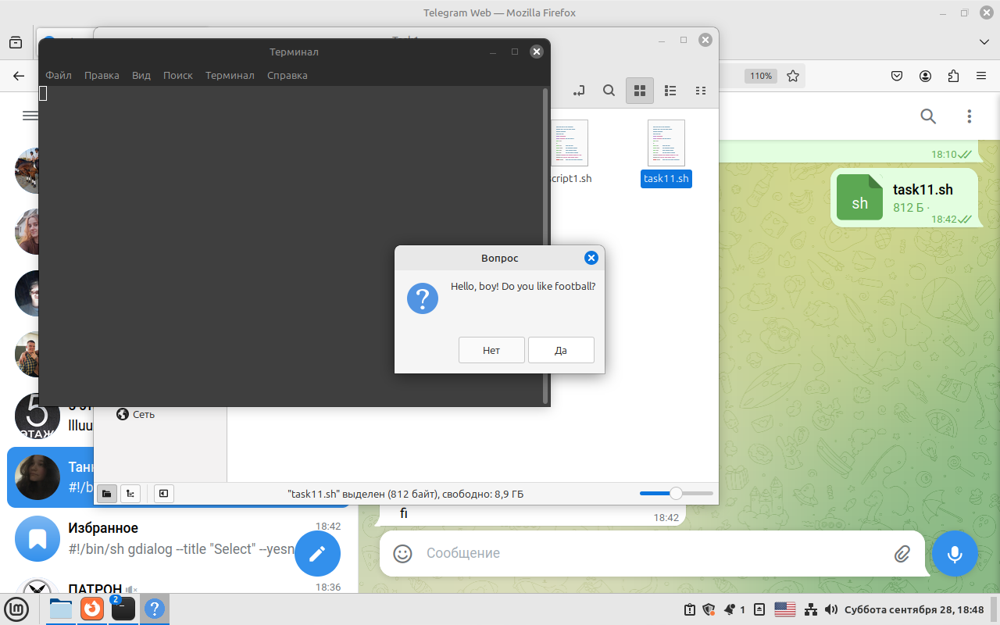 Telegram Web — Mozilla Firefox
Терминал
Файл Правка Вид Поиск Терминал Справка
110%
18:10
script1.sh
task11.sh
sh
task11.sh
812 Б ·
18:42
Вопрос
Hello, boy! Do you like football?
Нет
Да
5
ЭТАЖ
Сеть
"task11.sh" выделен (812 байт), свободно: 8,9 ГБ
fi
18:42
Избранное
18:42
#!/bin/sh gdialog --title "Select" --yesn
Сообщение
ПАТРОН
18:36
2
1
Суббота сентября 28, 18:48